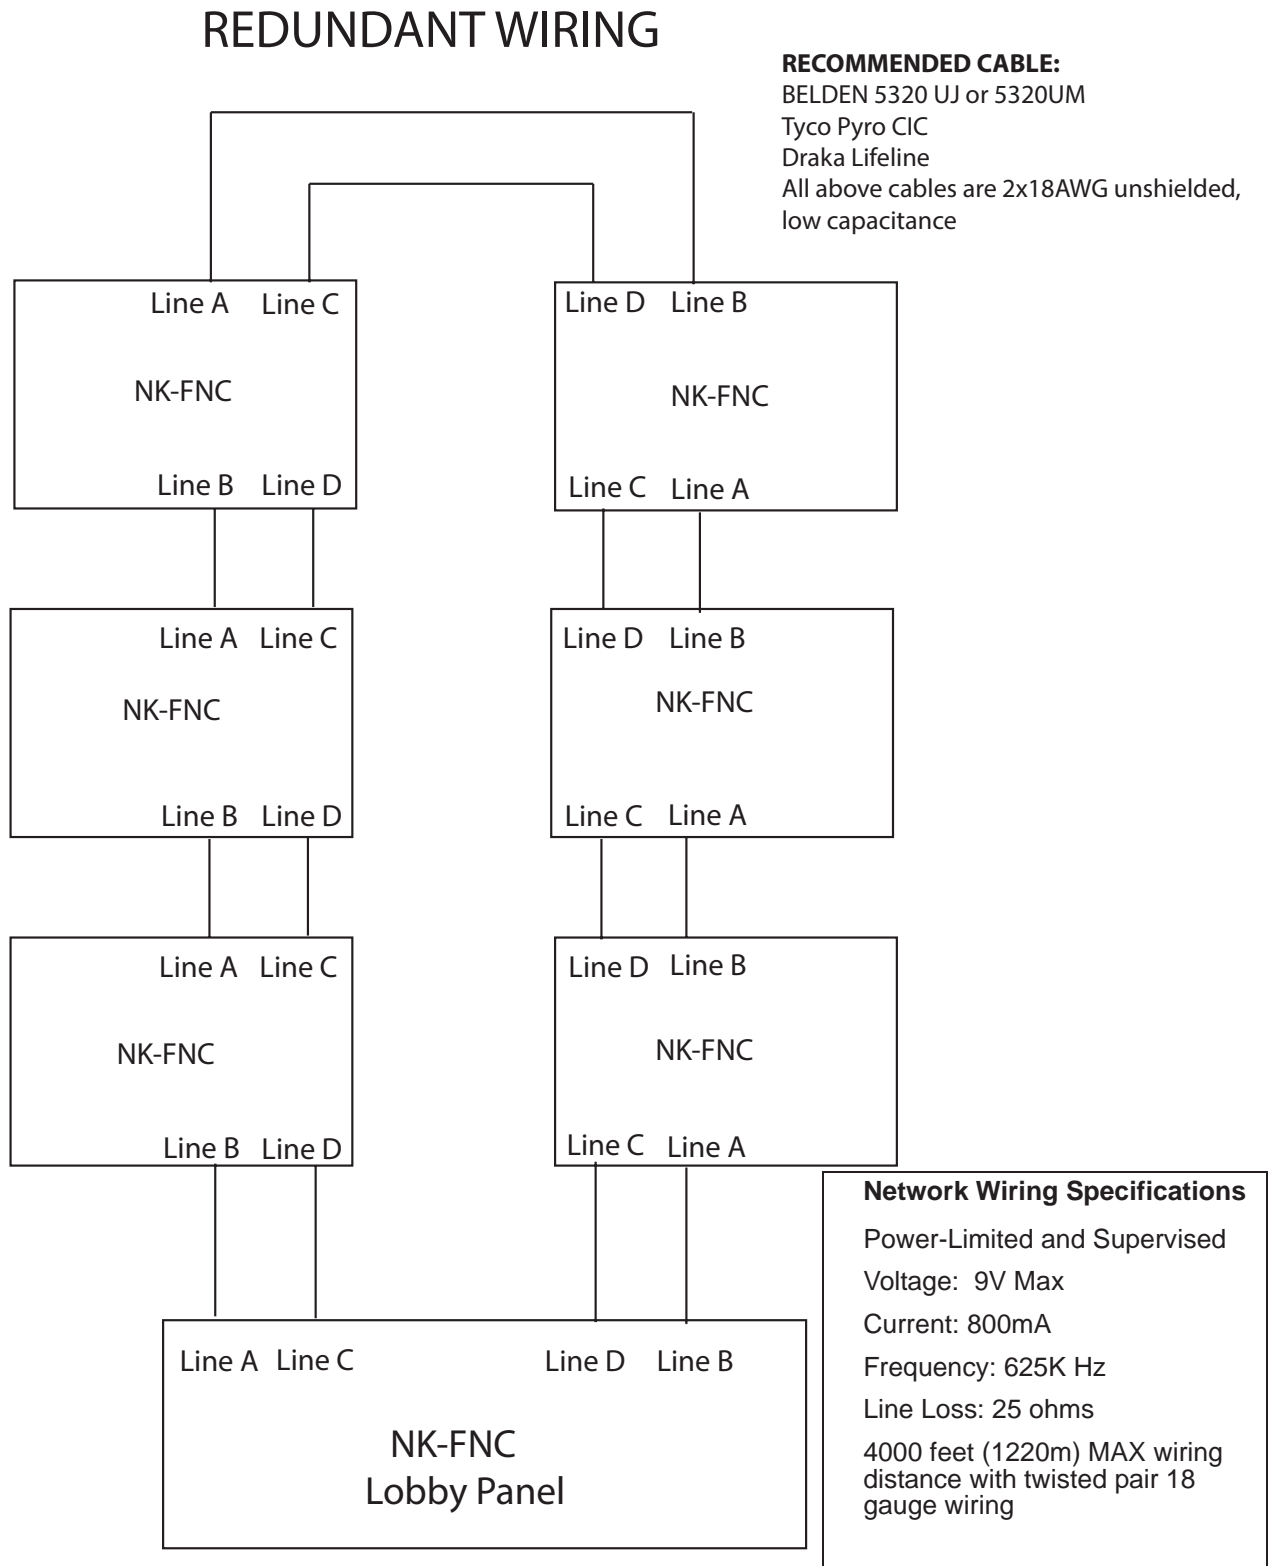 REDUNDANT WIRING
RECOMMENDED CABLE:
BELDEN 5320 UJ or 5320UM
Tyco Pyro CIC
Draka Lifeline
All above cables are 2x18AWG unshielded,
low capacitance
Line A Line C
NK-FNC
Line B Line D
Line D Line B
NK-FNC
Line C Line A
Line A Line C
NK-FNC
Line B Line D
Line D Line B
NK-FNC
Line C Line A
Line A Line C
NK-FNC
Line B Line D
Line D Line B
NK-FNC
Line C Line A
Line A Line C Line D Line B
NK-FNC
Lobby Panel
Network Wiring Specifications
Power-Limited and Supervised
Voltage: 9V Max
Current: 800mA
Frequency: 625K Hz
Line Loss: 25 ohms
4000 feet (1220m) MAX wiring
distance with twisted pair 18
gauge wiring